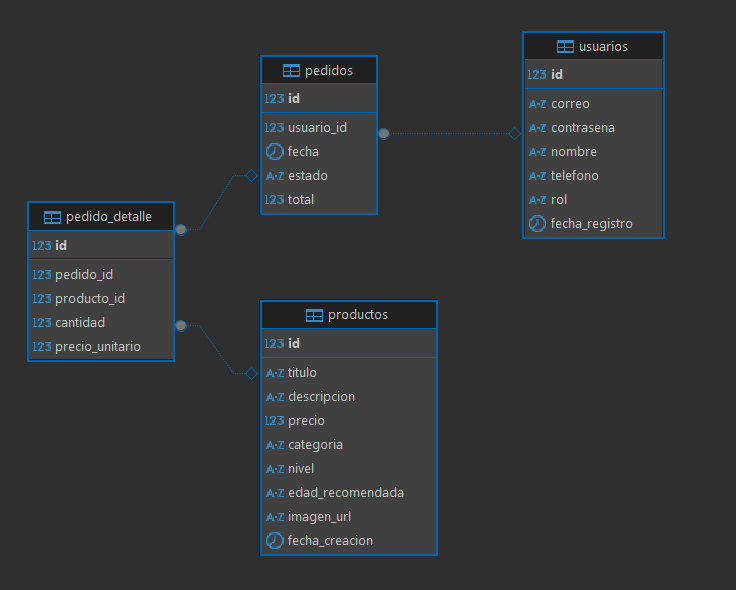 usuarios
123 id
A-Z correo
A-Z contrasena
A-Z nombre
A-Z telefono
A-Z rol
fecha_registro
pedidos
123 id
123 usuario_id
fecha
A-Z estado
123 total
pedido_detalle
123 id
123 pedido_id
123 producto_id
123 cantidad
123 precio_unitario
productos
123 id
A-Z titulo
A-Z descripcion
123 precio
A-Z categoria
A-Z nivel
A-Z edad_recomendada
A-Z imagen_url
fecha_creacion